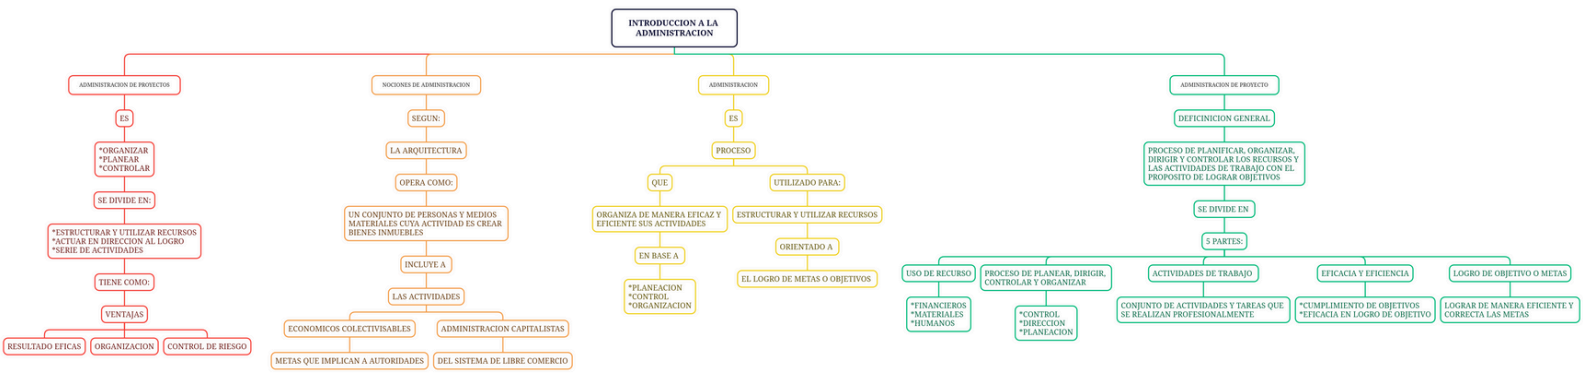 INTRODUCCION A LA
ADMINISTRACION
ADMINISTRACION DE PROYECTOS
ES
*ORGANIZAR
*PLANEAR
*CONTROLAR
SE DIVIDE EN:
*ESTRUCTURAR Y UTILIZAR RECURSOS
*ACTUAR EN DIRECCION AL LOGRO
*SERIE DE ACTIVIDADES
TIENE COMO:
VENTAJAS
RESULTADO EFICAS
ORGANIZACION
CONTROL DE RIESGO
NOCIONES DE ADMINISTRACION
SEGUN:
LA ARQUITECTURA
OPERA COMO:
UN CONJUNTO DE PERSONAS Y MEDIOS
MATERIALES CUYA ACTIVIDAD ES CREAR
BIENES INMUEBLES
INCLUYE A
LAS ACTIVIDADES
ECONOMICOS COLECTIVISABLES
METAS QUE IMPLICAN A AUTORIDADES
ADMINISTRACION CAPITALISTAS
DEL SISTEMA DE LIBRE COMERCIO
ADMINISTRACION
ES
PROCESO
QUE
ORGANIZA DE MANERA EFICAZ Y
EFICIENTE SUS ACTIVIDADES
EN BASE A
*PLANEACION
*CONTROL
*ORGANIZACION
UTILIZADO PARA:
ESTRUCTURAR Y UTILIZAR RECURSOS
ORIENTADO A
EL LOGRO DE METAS O OBJETIVOS
ADMINISTRACION DE PROYECTO
DEFICINICION GENERAL
PROCESO DE PLANIFICAR, ORGANIZAR,
DIRIGIR Y CONTROLAR LOS RECURSOS Y
LAS ACTIVIDADES DE TRABAJO CON EL
PROPOSITO DE LOGRAR OBJETIVOS
SE DIVIDE EN
5 PARTES:
USO DE RECURSO
*FINANCIEROS
*MATERIALES
*HUMANOS
PROCESO DE PLANEAR, DIRIGIR,
CONTROLAR Y ORGANIZAR
*CONTROL
*DIRECCION
*PLANEACION
ACTIVIDADES DE TRABAJO
CONJUNTO DE ACTIVIDADES Y TAREAS QUE
SE REALIZAN PROFESIONALMENTE
EFICACIA Y EFICIENCIA
*CUMPLIMIENTO DE OBJETIVOS
*EFICACIA EN LOGRO DE OBJETIVO
LOGRO DE OBJETIVO O METAS
LOGRAR DE MANERA EFICIENTE Y
CORRECTA LAS METAS